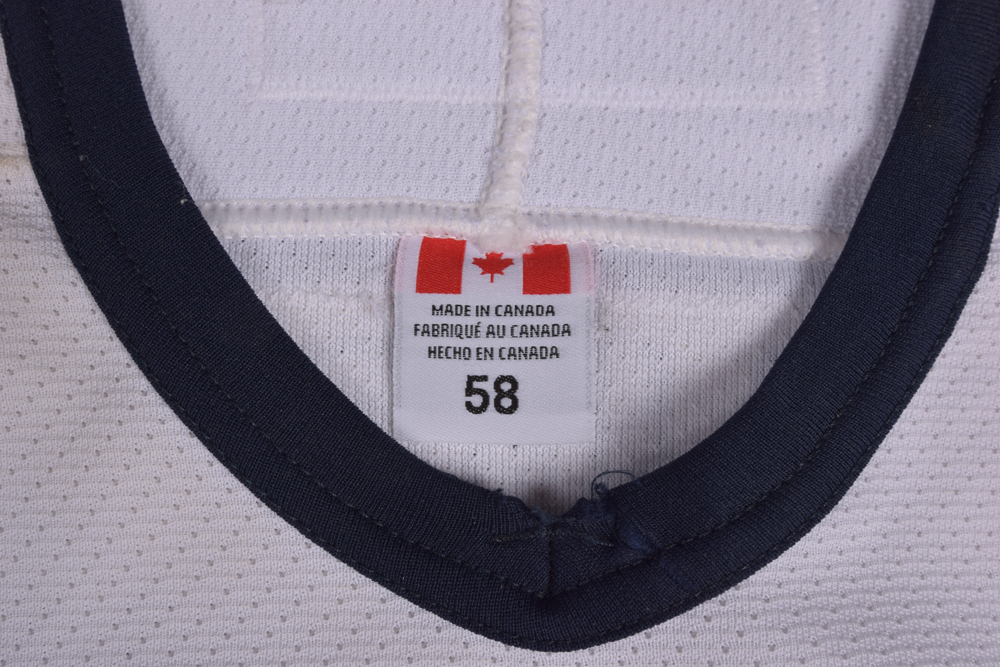 MADE IN CANADA
FABRIQUÉ AU CANADA
HECHO EN CANADA
58